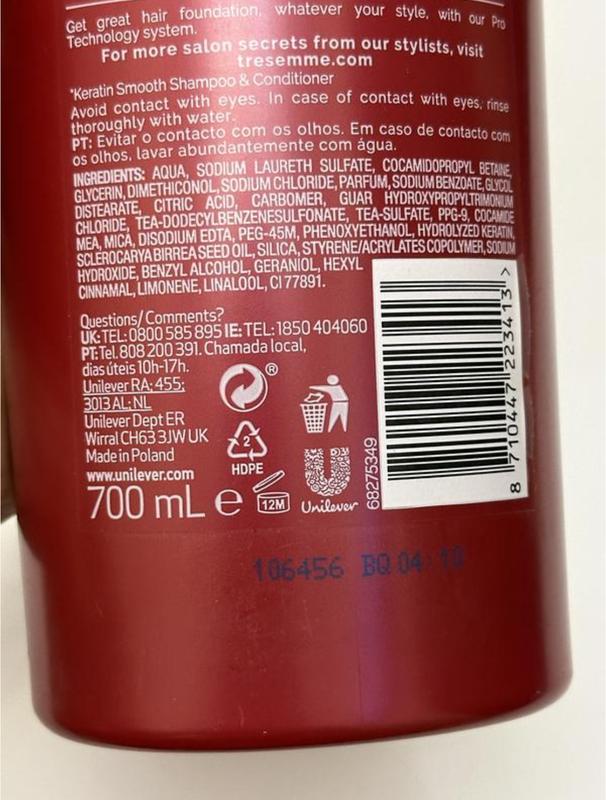 Get great hair foundation, whatever your style, with our Pro
Technology system.
For more salon secrets from our stylists, visit
tresemme.com
*Keratin Smooth Shampoo & Conditioner
Avoid contact with eyes. In case of contact with eyes, rinse
thoroughly with water.
PT: Evitar o contacto com os olhos. Em caso de contacto com
os olhos, lavar abundantemente com água.
INGREDIENTS: AQUA, SODIUM LAURETH SULFATE, COCAMIDOPROPYL BETAINE,
GLYCERIN, DIMETHICONOL, SODIUM CHLORIDE, PARFUM, SODIUM BENZOATE, GLYCOL
DISTEARATE, CITRIC ACID, CARBOMER, GUAR HYDROXYPROPYLTRIMONIUM
CHLORIDE, TEA-DODECYLBENZENESULFONATE, TEA-SULFATE, PPG-9, COCAMIDE
MEA, MICA, DISODIUM EDTA, PEG-45M, PHENOXYETHANOL, HYDROLYZED KERATIN,
SCLEROCARYA BIRREA SEED OIL, SILICA, STYRENE/ACRYLATES COPOLYMER, SODIUM
HYDROXIDE, BENZYL ALCOHOL, GERANIOL, HEXYL
CINNAMAL, LIMONENE, LINALOOL, CI 77891.
Questions/Comments?
UK: TEL: 0800 585 895 IE: TEL: 1850 404060
PT: Tel. 808 200 391. Chamada local,
dias úteis 10h-17h.
Unilever RA; 455;
3013 AL; NL
Unilever Dept ER
Wirral CH63 3JW UK
Made in Poland
www.unilever.com
700 mL e
®
2
HDPE
12M
Unilever
68275349
8 710447 223413 >
106456 BQ 04:10